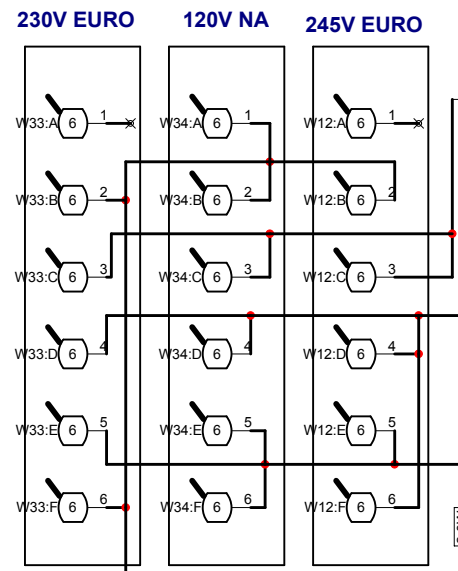 230V EURO 120V NA 245V EURO
W33:A 6 1 W34:A 6 1 W12:A 6 1
W33:B 6 2 W34:B 6 2 W12:B 6 2
W33:C 6 3 W34:C 6 3 W12:C 6 3
W33:D 6 4 W34:D 6 4 W12:D 6 4
W33:E 6 5 W34:E 6 5 W12:E 6 5
W33:F 6 6 W34:F 6 6 W12:F 6 6